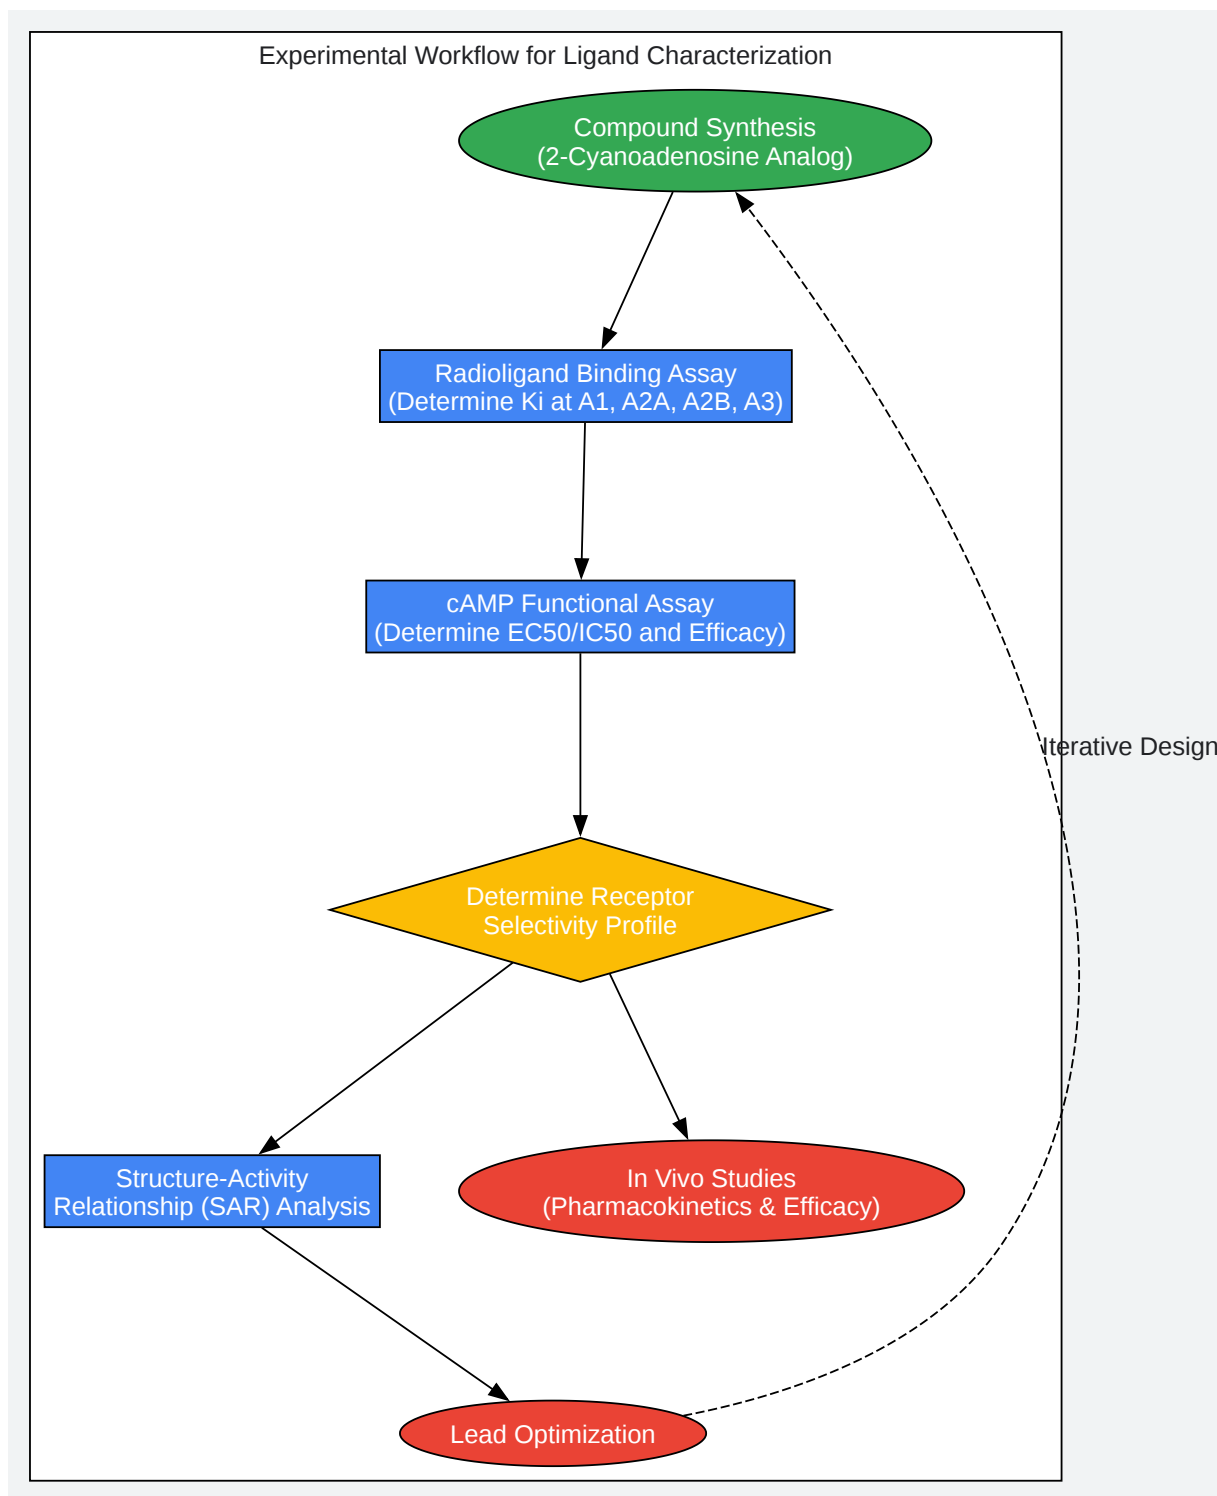 Experimental Workflow for Ligand Characterization
Compound Synthesis
(2-Cyanoadenosine Analog)
Radioligand Binding Assay
(Determine Ki at A1, A2A, A2B, A3)
cAMP Functional Assay
(Determine EC50/IC50 and Efficacy)
Iterative Design
Determine Receptor
Selectivity Profile
Structure-Activity
Relationship (SAR) Analysis
In Vivo Studies
(Pharmacokinetics & Efficacy)
Lead Optimization